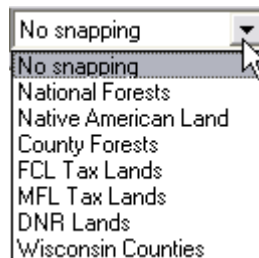 No snapping
No snapping
National Forests
Native American Land
County Forests
FCL Tax Lands
MFL Tax Lands
DNR Lands
Wisconsin Counties